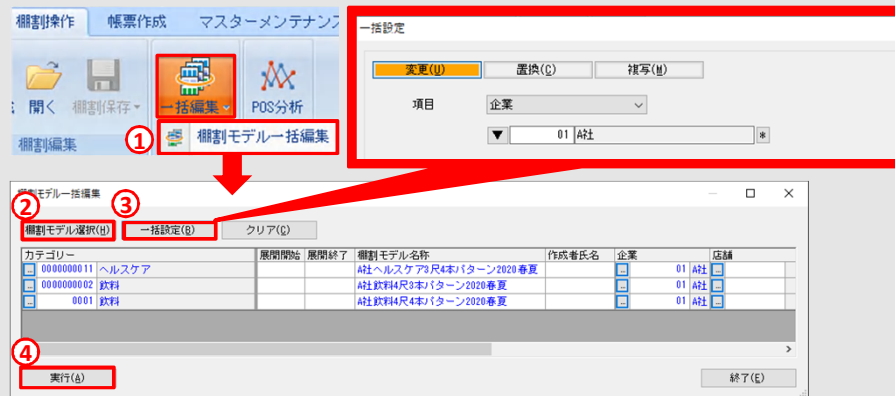 棚割操作 帳票作成 マスターメンテナンス
開く 棚割保存 一括編集 POS分析
棚割編集
① 棚割モデル一括編集
一括設定
変更(U) 置換(C) 複写(M)
項目 企業
▼ 01 A社 *
棚割モデル一括編集
② ③
棚割モデル選択(H) 一括設定(B) クリア(C)
カテゴリー 展開開始 展開終了 棚割モデル名称 作成者氏名 企業 店舗
... 0000000011 ヘルスケア A社ヘルスケア3尺4本パターン2020春夏 ... 01 A社 ...
... 0000000002 飲料 A社飲料4尺3本パターン2020春夏 ... 01 A社 ...
... 0001 飲料 A社飲料4尺4本パターン2020春夏 ... 01 A社 ...
④
実行(A) 終了(E)